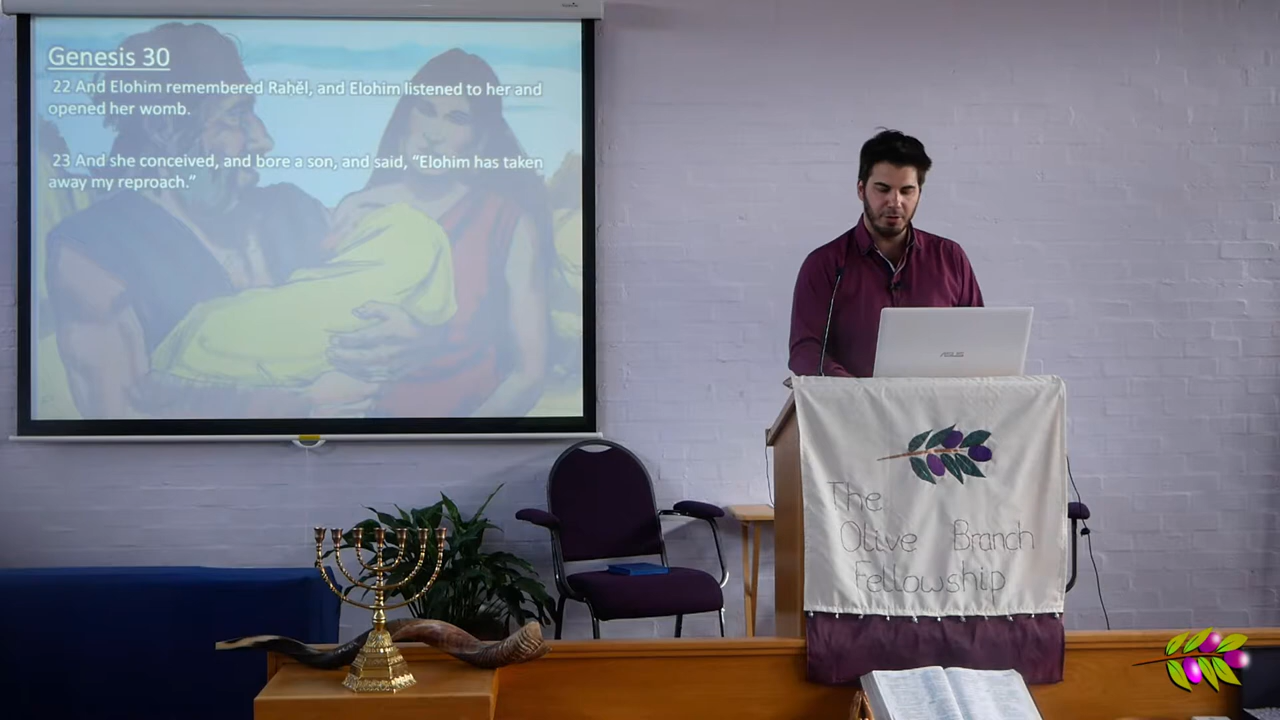 Genesis 30
22 And Elohim remembered Raḥĕl, and Elohim listened to her and
opened her womb.
23 And she conceived, and bore a son, and said, “Elohim has taken
away my reproach.”
ASUS
The
Olive Branch
Fellowship